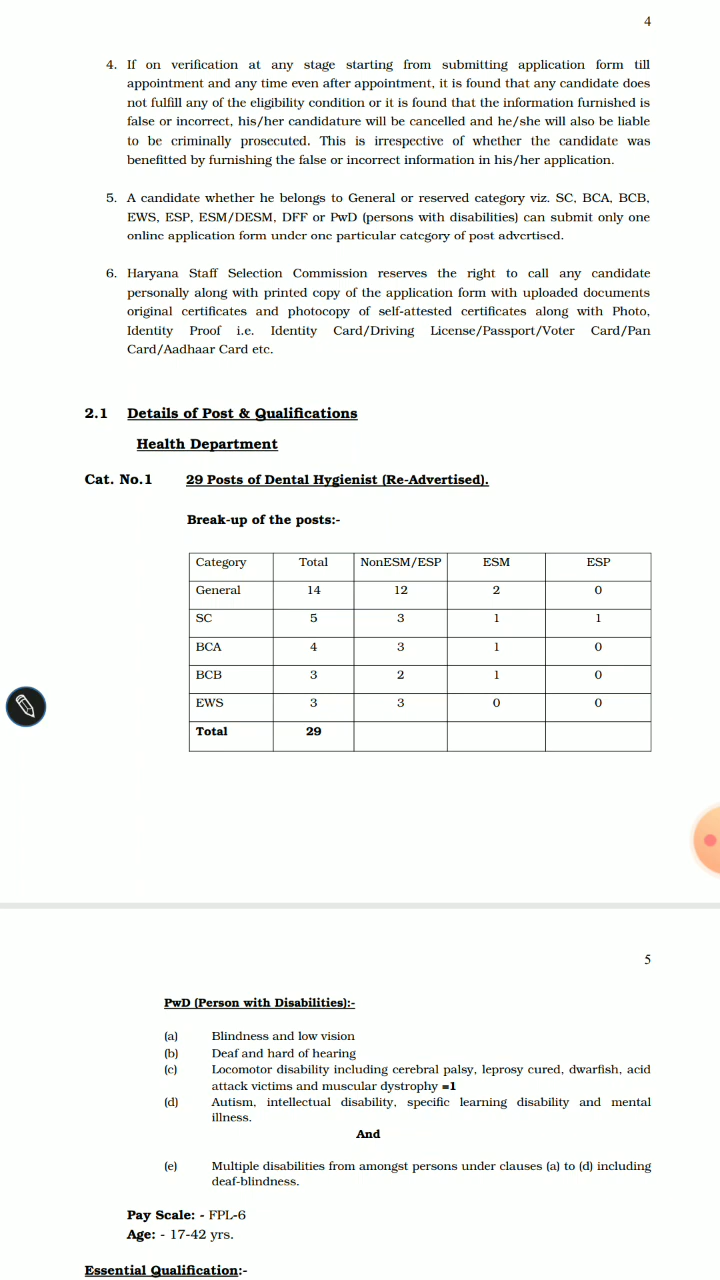 4
4. If on verification at any stage starting from submitting application form till
appointment and any time even after appointment, it is found that any candidate does
not fulfill any of the eligibility condition or it is found that the information furnished is
false or incorrect, his/her candidature will be cancelled and he/she will also be liable
to be criminally prosecuted. This is irrespective of whether the candidate was
benefitted by furnishing the false or incorrect information in his/her application.
5. A candidate whether he belongs to General or reserved category viz. SC, BCA, BCB,
EWS, ESP, ESM/DESM, DFF or PwD (persons with disabilities) can submit only one
online application form under one particular category of post advertised.
6. Haryana Staff Selection Commission reserves the right to call any candidate
personally along with printed copy of the application form with uploaded documents
original certificates and photocopy of self-attested certificates along with Photo,
Identity Proof i.e. Identity Card/Driving License/Passport/Voter Card/Pan
Card/Aadhaar Card etc.
2.1 Details of Post & Qualifications
Health Department
Cat. No.1 29 Posts of Dental Hygienist (Re-Advertised).
Break-up of the posts:-
Category Total NonESM/ESP ESM ESP
General 14 12 2 0
SC 5 3 1 1
BCA 4 3 1 0
BCB 3 2 1 0
EWS 3 3 0 0
Total 29
5
PwD (Person with Disabilities):-
(a) Blindness and low vision
(b) Deaf and hard of hearing
(c) Locomotor disability including cerebral palsy, leprosy cured, dwarfish, acid
attack victims and muscular dystrophy =1
(d) Autism, intellectual disability, specific learning disability and mental
illness.
And
(e) Multiple disabilities from amongst persons under clauses (a) to (d) including
deaf-blindness.
Pay Scale: - FPL-6
Age: - 17-42 yrs.
Essential Qualification:-